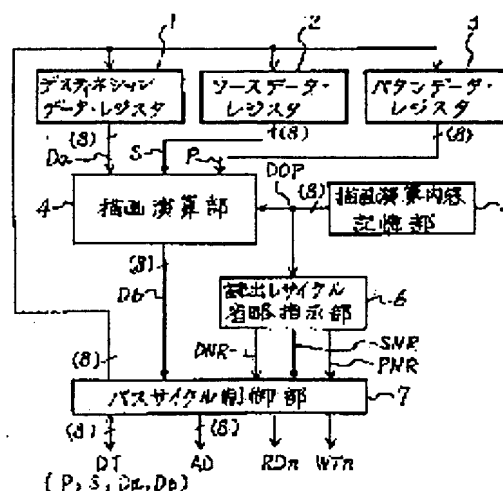 1
2
3
デスティネション
データ・レジスタ
ソースデータ・
レジスタ
パタンデータ・
レジスタ
(8)
(8)
(8)
Da
S
P
DOP
(8)
4
描画演算部
描画演算内容
記憶部
(8)
Db
読出しサイクル
省略指示部
6
DNR
SNR
PNR
(8)
バスサイクル制御部
7
(8)
(8)
DT
AD
RDn
WTn
(P, S, Da, Db)